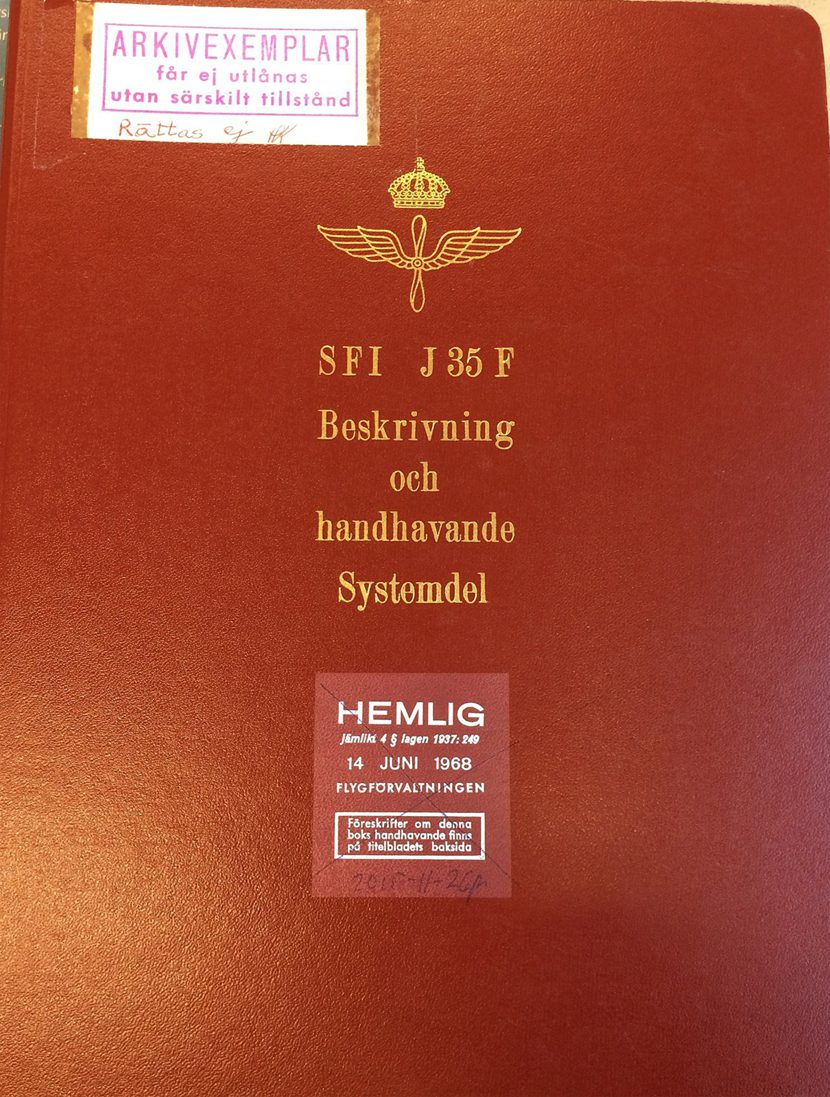 ARKIVEXEMPLAR
får ej utlånas
utan särskilt tillstånd
Rättas ej
SFI J 35 F
Beskrivning
och
handhavande
Systemdel
HEMLIG
jämlikt 4 § lagen 1937:249
14 JUNI 1968
FLYGFÖRVALTNINGEN
Föreskrifter om denna
boks handhavande finns
på titelbladets baksida